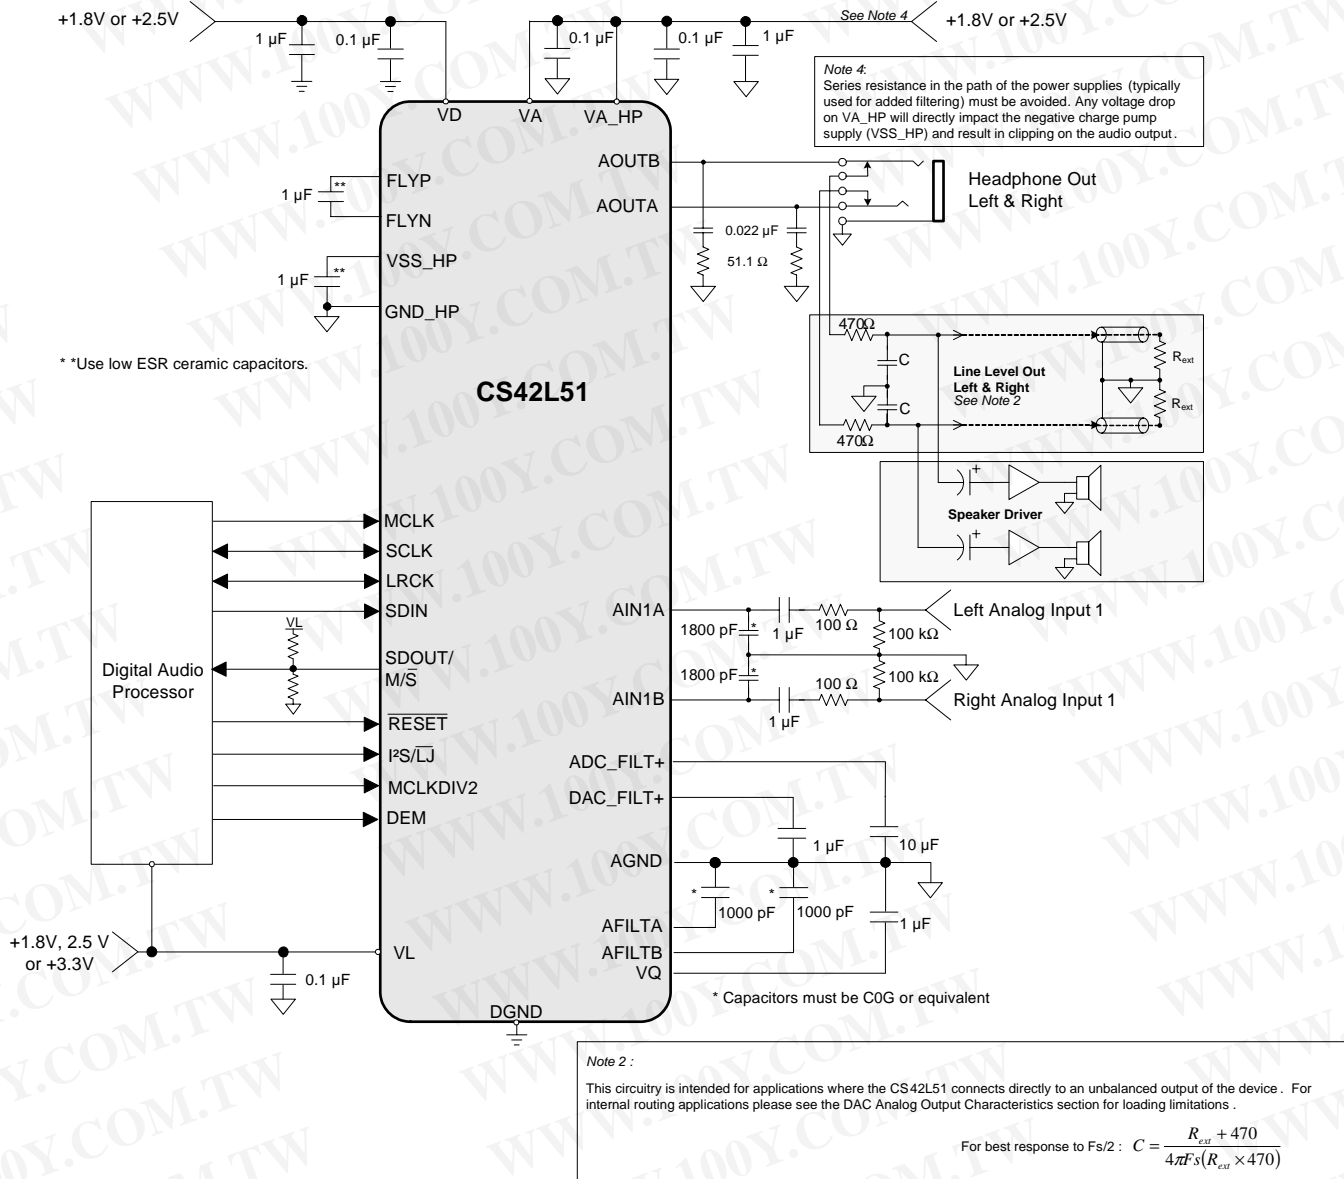 +1.8V or +2.5V
1 µF
0.1 µF
0.1 µF
0.1 µF
1 µF
See Note 4
+1.8V or +2.5V
Note 4:
Series resistance in the path of the power supplies (typically
used for added filtering) must be avoided. Any voltage drop
on VA_HP will directly impact the negative charge pump
supply (VSS_HP) and result in clipping on the audio output.
VD
VA
VA_HP
FLYP
1 µF
**
FLYN
VSS_HP
1 µF
**
GND_HP
* *Use low ESR ceramic capacitors.
AOUTB
AOUTA
0.022 µF
51.1 Ω
Headphone Out
Left & Right
CS42L51
470Ω
C
C
470Ω
Line Level Out
Left & Right
See Note 2
Rext
Rext
+
Speaker Driver
+
Digital Audio
Processor
MCLK
SCLK
LRCK
SDIN
VL
SDOUT/
M/S̅
R̅E̅S̅E̅T̅
I²S/L̅J̅
MCLKDIV2
DEM
AIN1A
1800 pF
*
1 µF
100 Ω
100 kΩ
Left Analog Input 1
1800 pF
*
100 Ω
100 kΩ
AIN1B
1 µF
Right Analog Input 1
ADC_FILT+
DAC_FILT+
1 µF
10 µF
AGND
*
1000 pF
*
1000 pF
1 µF
AFILTA
AFILTB
VQ
+1.8V, 2.5 V
or +3.3V
VL
0.1 µF
DGND
* Capacitors must be C0G or equivalent
Note 2 :
This circuitry is intended for applications where the CS42L51 connects directly to an unbalanced output of the device . For
internal routing applications please see the DAC Analog Output Characteristics section for loading limitations .
For best response to Fs/2 : C = (Rext + 470) / (4πFs(Rext × 470))
WWW.100Y.COM.TW